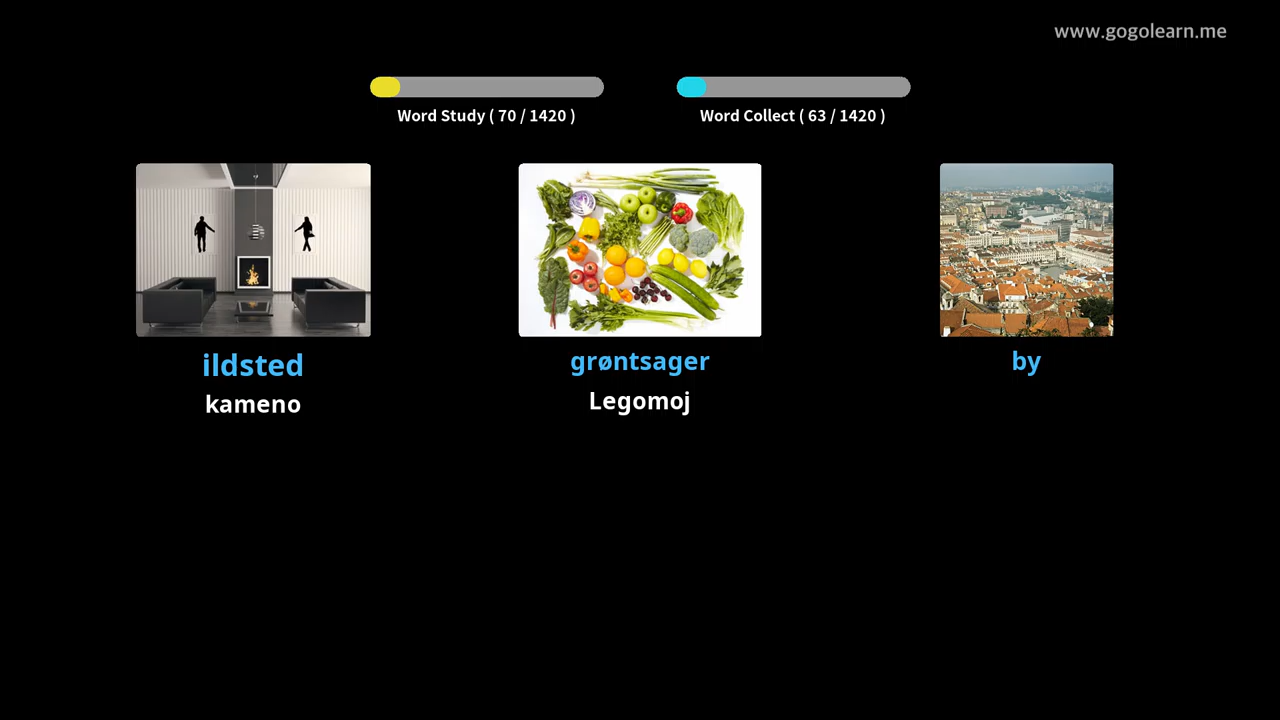 www.gogolearn.me
Word Study ( 70 / 1420 )
Word Collect ( 63 / 1420 )
ildsted
kameno
grøntsager
Legomoj
by